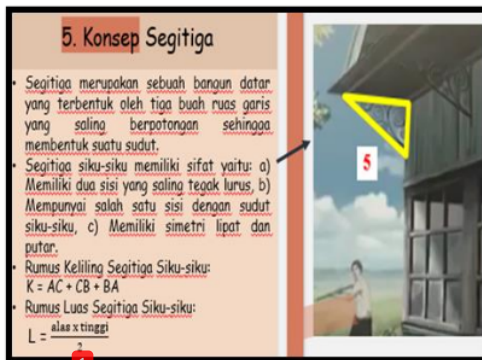 5. Konsep Segitiga
• Segitiga merupakan sebuah bangun datar
yang terbentuk oleh tiga buah ruas garis
yang saling berpotongan sehingga
membentuk suatu sudut.
• Segitiga siku-siku memiliki sifat yaitu: a)
Memiliki dua sisi yang saling tegak lurus, b)
Mempunyai salah satu sisi dengan sudut
siku-siku, c) Memiliki simetri lipat dan
putar.
• Rumus Keliling Segitiga Siku-siku:
K = AC + CB + BA
• Rumus Luas Segitiga Siku-siku:
L = alas x tinggi
2
5